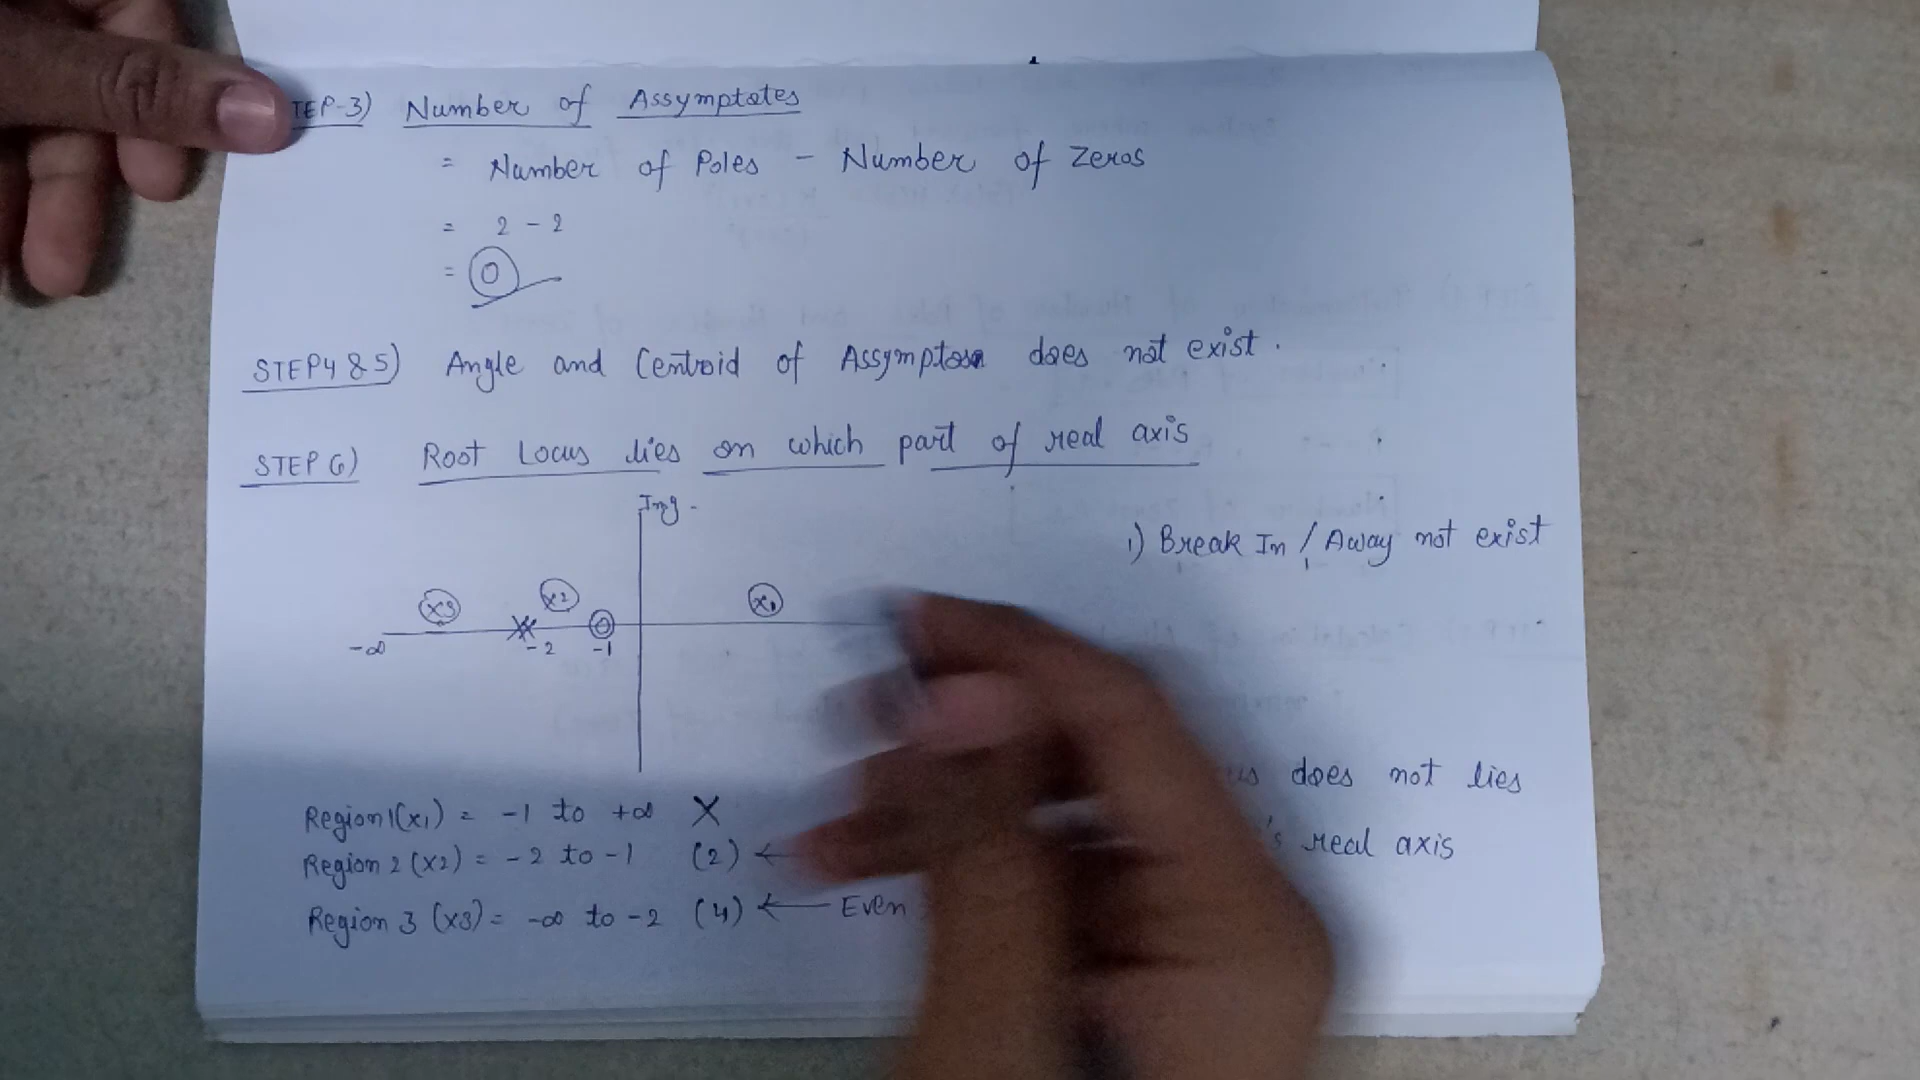 TEP-3) Number of Assymptotes
= Number of Poles - Number of Zeros
= 2 - 2
= 0
STEP4 & 5) Angle and Centroid of does not exist.
STEP 6) Root Locus lies on which part of real axis
Img.
1) Break In / Away not exist
x3 x2 x1
-∞ -2 -1
does not lies
real axis
Region1(x1) = -1 to +∞ X
Region 2 (x2) = -2 to -1 (2) ←
Region 3 (x3) = -∞ to -2 (4) ← Even